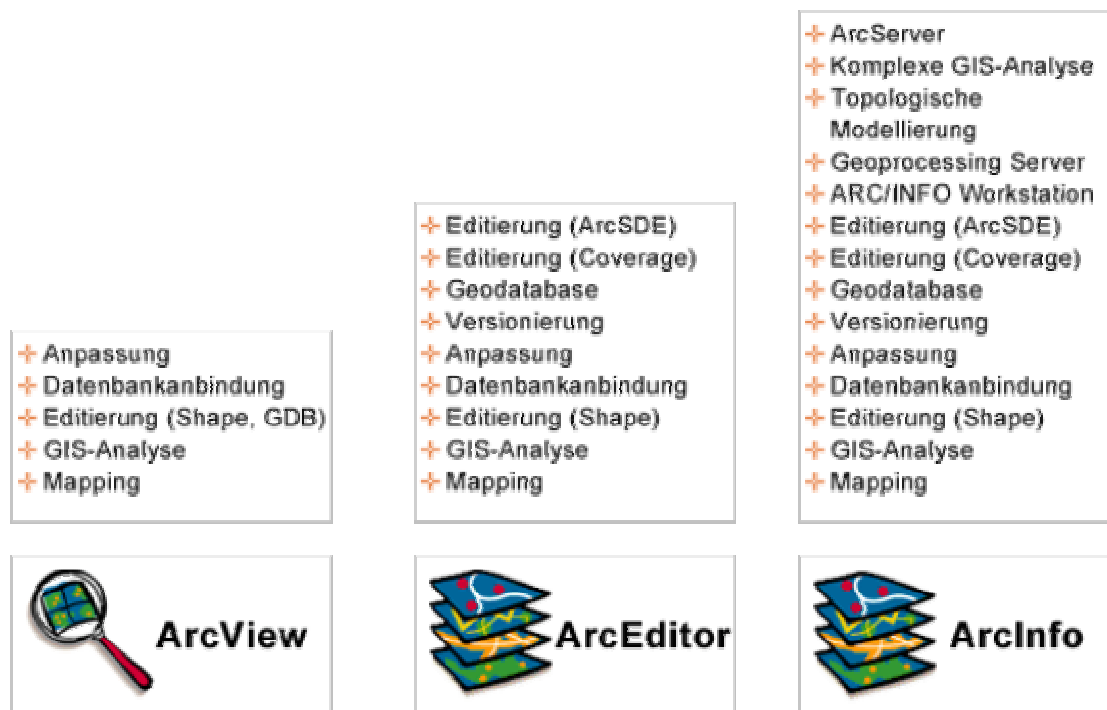 Anpassung
Datenbankanbindung
Editierung (Shape, GDB)
GIS-Analyse
Mapping
ArcView
Editierung (ArcSDE)
Editierung (Coverage)
Geodatabase
Versionierung
Anpassung
Datenbankanbindung
Editierung (Shape)
GIS-Analyse
Mapping
ArcEditor
ArcServer
Komplexe GIS-Analyse
Topologische
Modellierung
Geoprocessing Server
ARC/INFO Workstation
Editierung (ArcSDE)
Editierung (Coverage)
Geodatabase
Versionierung
Anpassung
Datenbankanbindung
Editierung (Shape)
GIS-Analyse
Mapping
ArcInfo